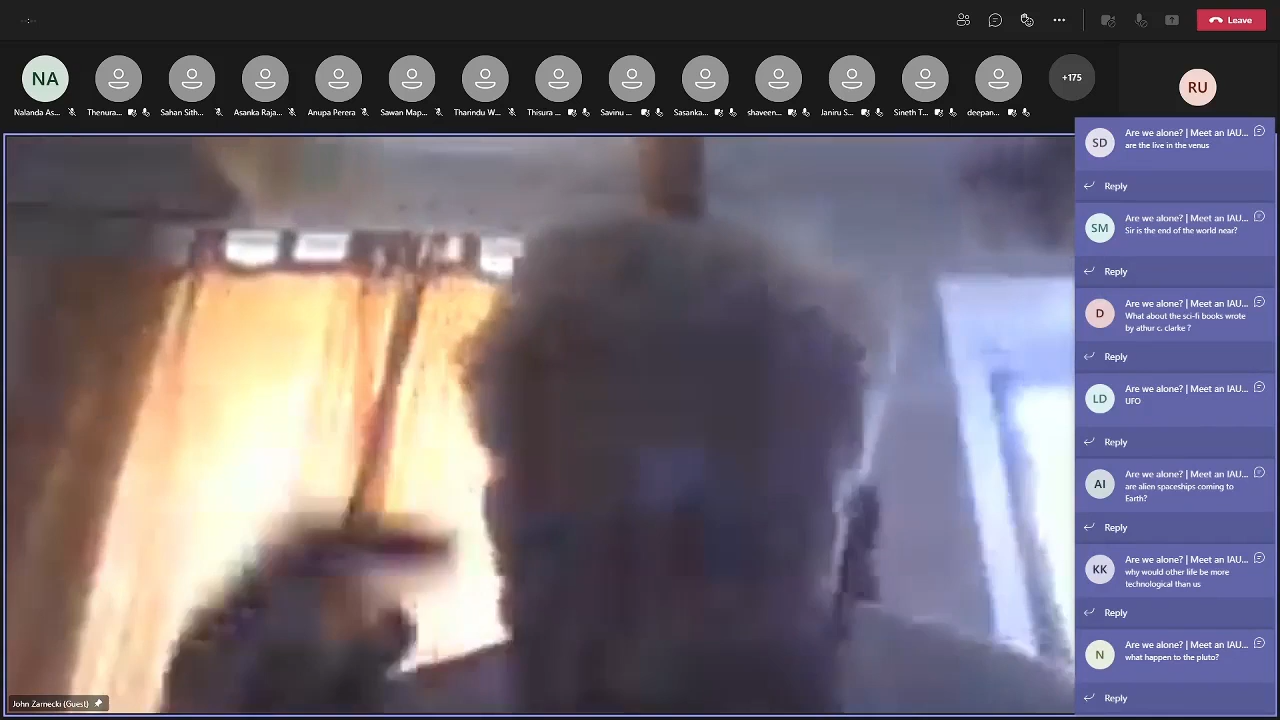 Leave
NA
RU
Nalanda As...
Thenura...
Sahan Sith...
Asanka Raja...
Anupa Perera
Sawan Map...
Tharindu W...
Thisura ...
Savinu ...
Sasanka...
shaveen...
Janiru S...
Sineth T...
deepan...
+175
SD
Are we alone? | Meet an IAU...
are the live in the venus
Reply
SM
Are we alone? | Meet an IAU...
Sir is the end of the world near?
Reply
D
Are we alone? | Meet an IAU...
What about the sci-fi books wrote
by athur c. clarke ?
Reply
LD
Are we alone? | Meet an IAU...
UFO
Reply
AI
Are we alone? | Meet an IAU...
are alien spaceships coming to
Earth?
Reply
KK
Are we alone? | Meet an IAU...
why would other life be more
technological than us
Reply
N
Are we alone? | Meet an IAU...
what happen to the pluto?
Reply
John Zarnecki (Guest)